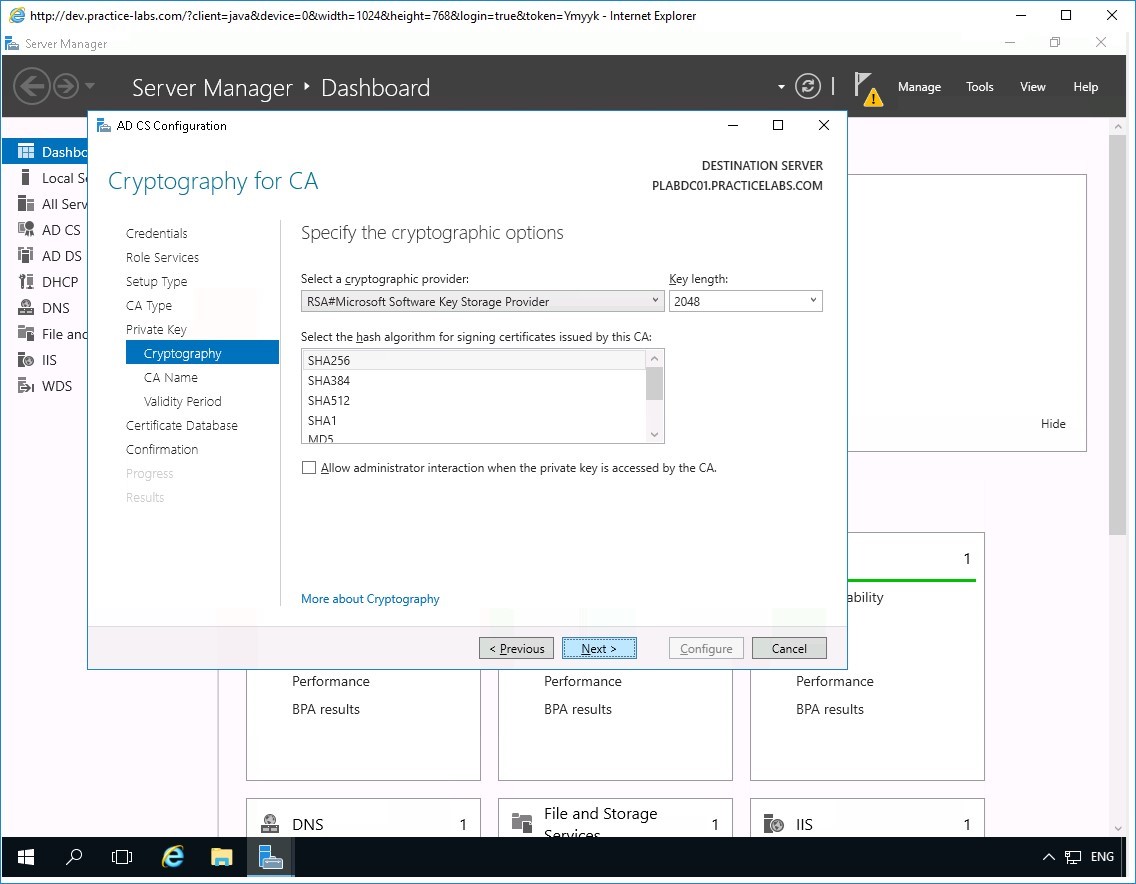 http://dev.practice-labs.com/?client=java&device=0&width=1024&height=768&login=true&token=Ymyyk - Internet Explorer
Server Manager
Server Manager ‣ Dashboard
Manage
Tools
View
Help
AD CS Configuration
Cryptography for CA
DESTINATION SERVER
PLABDC01.PRACTICELABS.COM
Dashbo
Local Se
All Serv
AD CS
AD DS
DHCP
DNS
File and
IIS
WDS
Credentials
Role Services
Setup Type
CA Type
Private Key
Cryptography
CA Name
Validity Period
Certificate Database
Confirmation
Progress
Results
Specify the cryptographic options
Select a cryptographic provider:
Key length:
RSA#Microsoft Software Key Storage Provider
2048
Select the hash algorithm for signing certificates issued by this CA:
SHA256
SHA384
SHA512
SHA1
MD5
Allow administrator interaction when the private key is accessed by the CA.
More about Cryptography
< Previous
Next >
Configure
Cancel
Hide
1
ability
Performance
BPA results
Performance
BPA results
Performance
BPA results
DNS 1
File and Storage
Services
1
IIS 1
ENG